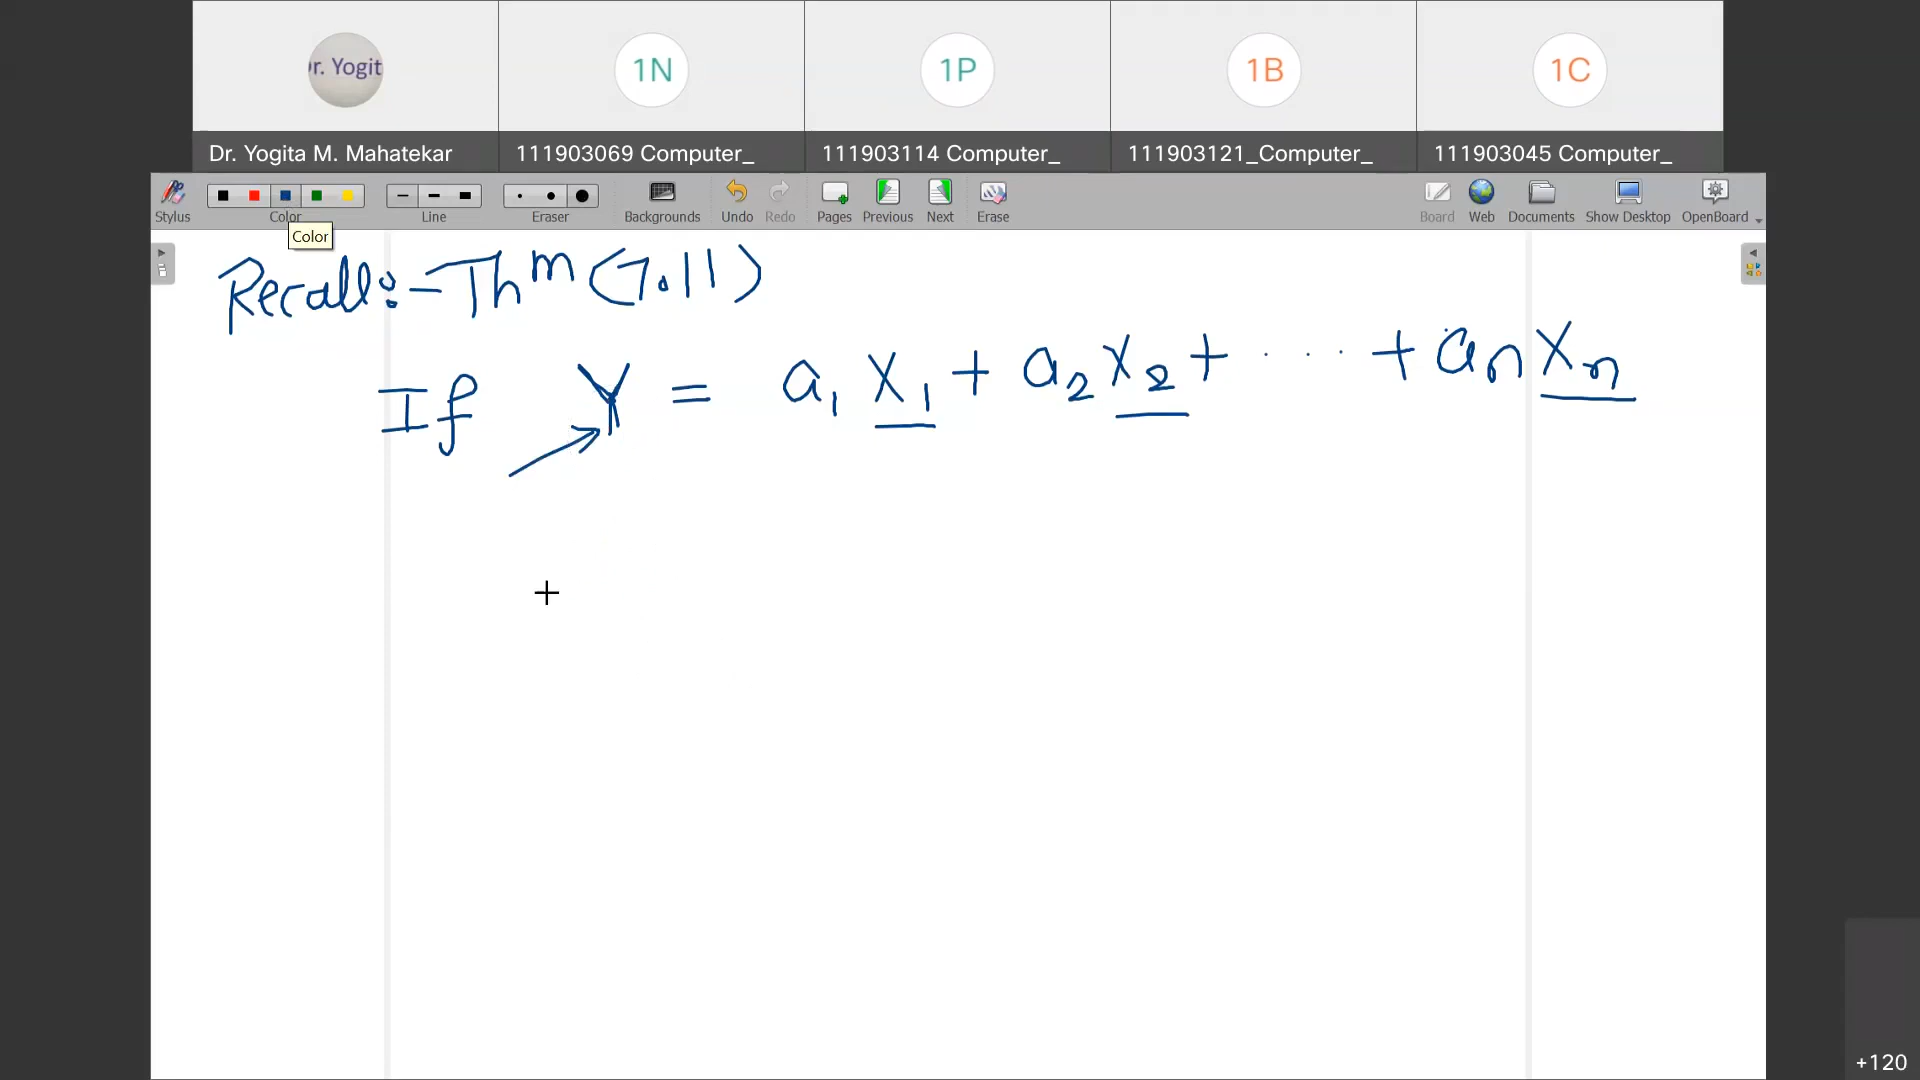 r. Yogit 1N 1P 1B 1C
Dr. Yogita M. Mahatekar 111903069 Computer_ 111903114 Computer_ 111903121_Computer_ 111903045 Computer_
Stylus Color Line Eraser Backgrounds Undo Redo Pages Previous Next Erase Board Web Documents Show Desktop OpenBoard
Color
Recall:- Thᵐ (7.11)
If Y = a₁ X₁ + a₂ X₂ + ... + aₙ Xₙ
+120